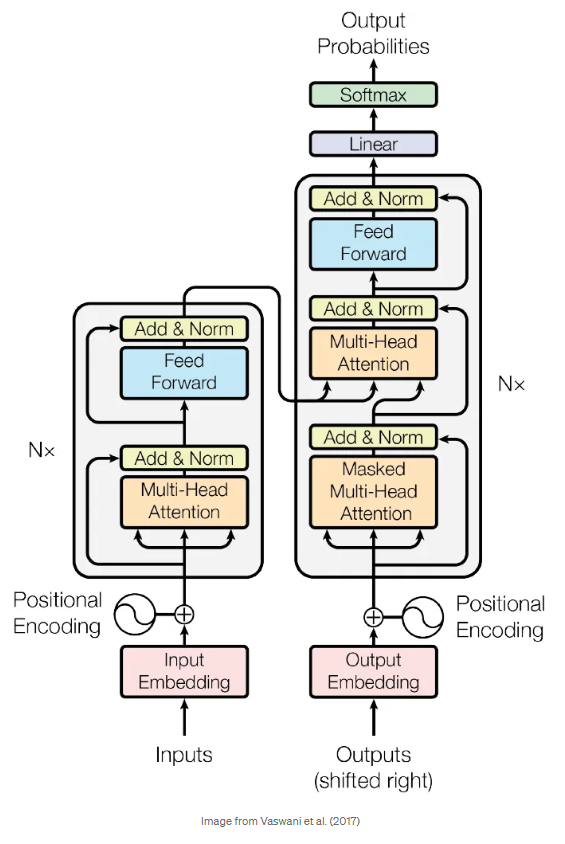 Output
Probabilities
Softmax
Linear
Add & Norm
Feed
Forward
Add & Norm
Multi-Head
Attention
Add & Norm
Masked
Multi-Head
Attention
Nx
Add & Norm
Feed
Forward
Add & Norm
Multi-Head
Attention
Nx
Positional
Encoding
Positional
Encoding
Input
Embedding
Output
Embedding
Inputs
Outputs
(shifted right)
Image from Vaswani et al. (2017)